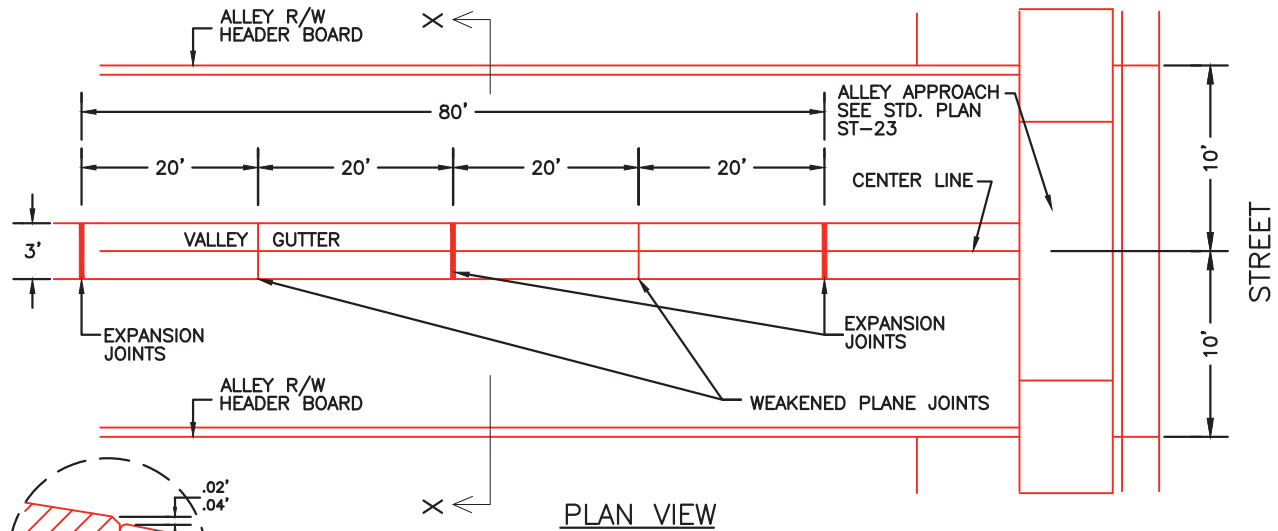 ALLEY R/W
HEADER BOARD
X
80'
ALLEY APPROACH
SEE STD. PLAN
ST-23
20'
20'
20'
20'
CENTER LINE
10'
3'
VALLEY GUTTER
STREET
EXPANSION
JOINTS
EXPANSION
JOINTS
10'
ALLEY R/W
HEADER BOARD
WEAKENED PLANE JOINTS
.02'
.04'
X
PLAN VIEW